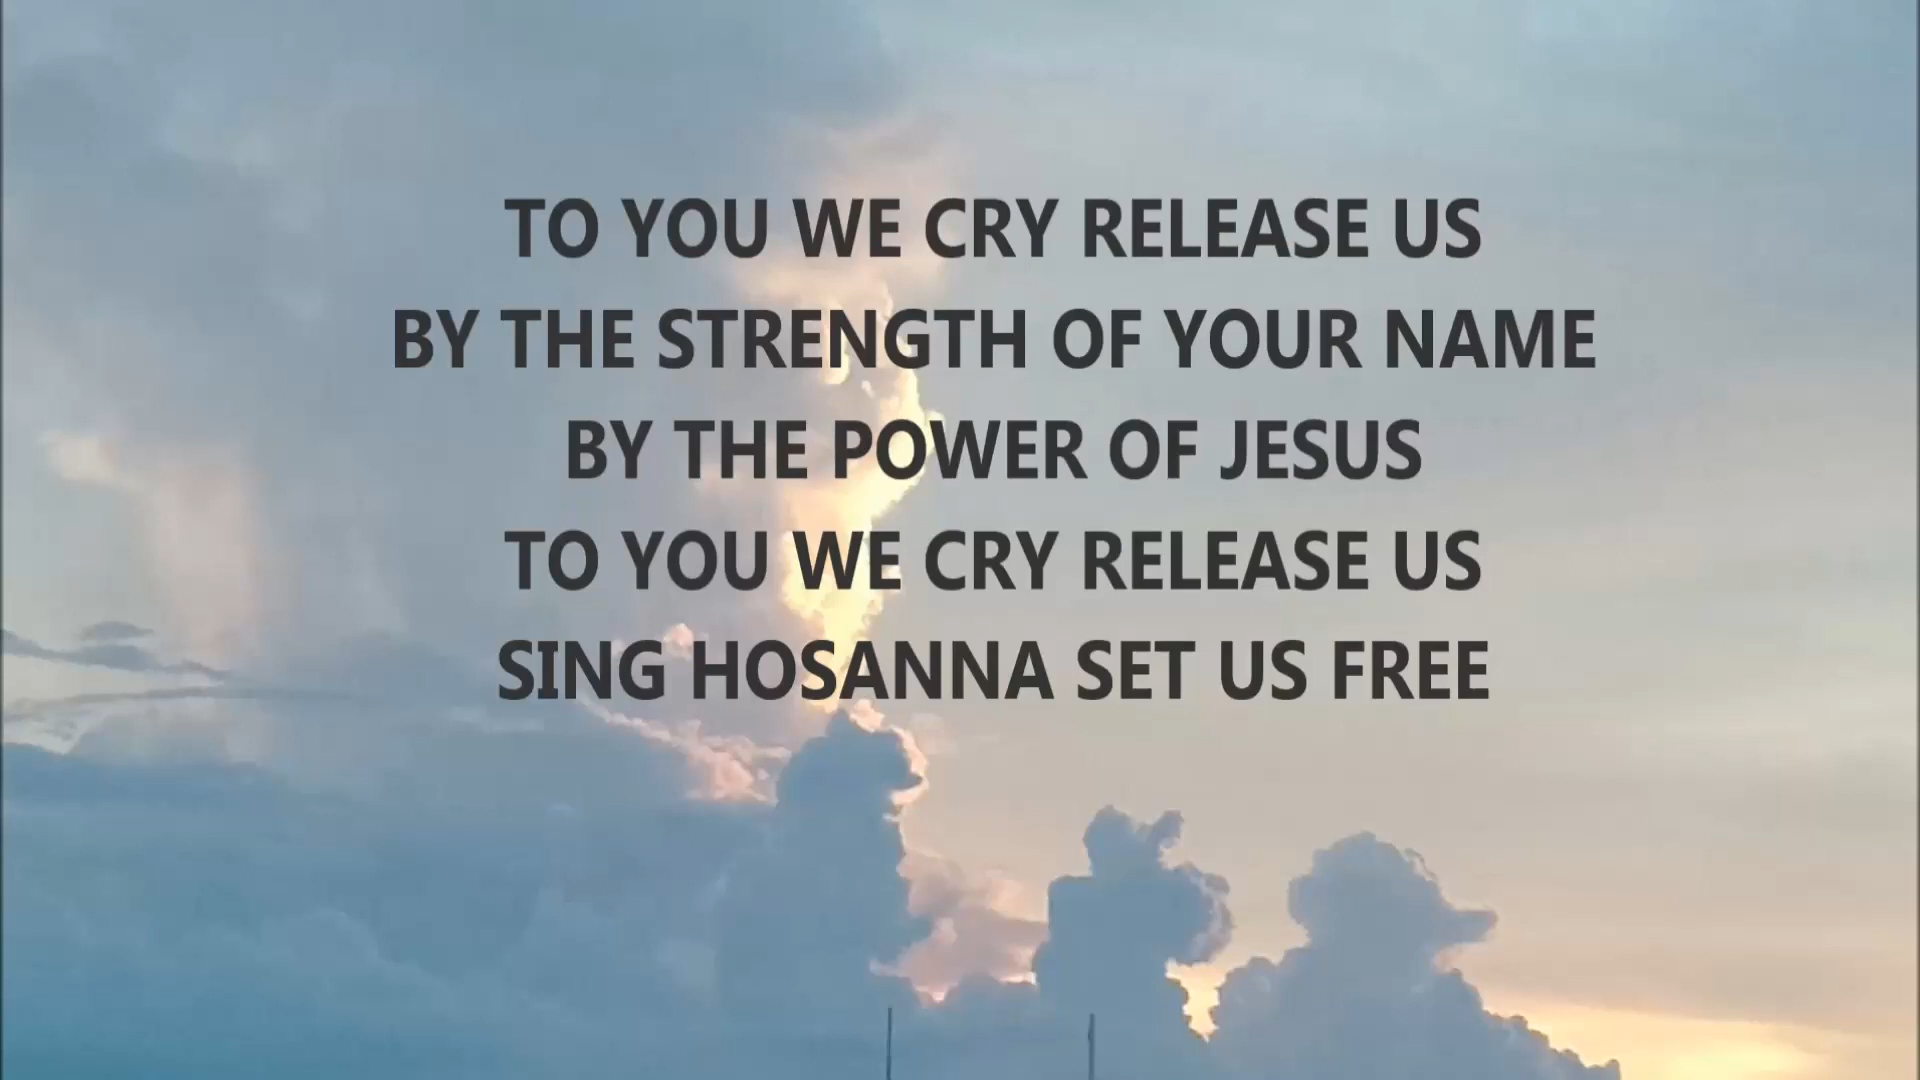 TO YOU WE CRY RELEASE US
BY THE STRENGTH OF YOUR NAME
BY THE POWER OF JESUS
TO YOU WE CRY RELEASE US
SING HOSANNA SET US FREE